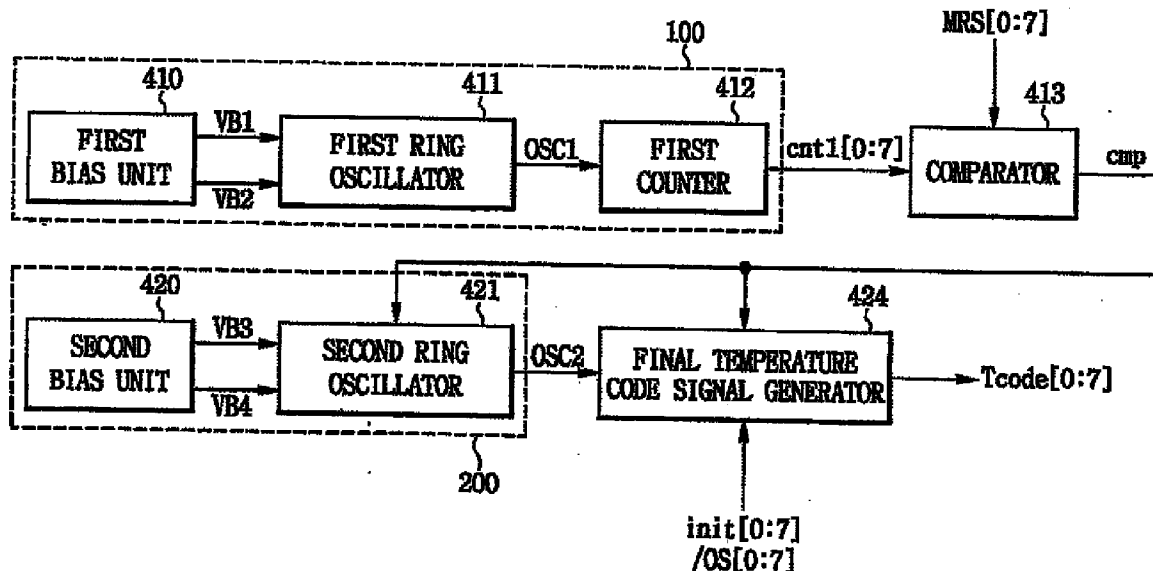 100
MRS[0:7]
410
411
412
413
FIRST
BIAS UNIT
VB1
VB2
FIRST RING
OSCILLATOR
OSC1
FIRST
COUNTER
cnt1[0:7]
COMPARATOR
cmp
420
421
424
SECOND
BIAS UNIT
VB3
VB4
SECOND RING
OSCILLATOR
OSC2
FINAL TEMPERATURE
CODE SIGNAL GENERATOR
Tcode[0:7]
200
init[0:7]
/OS[0:7]